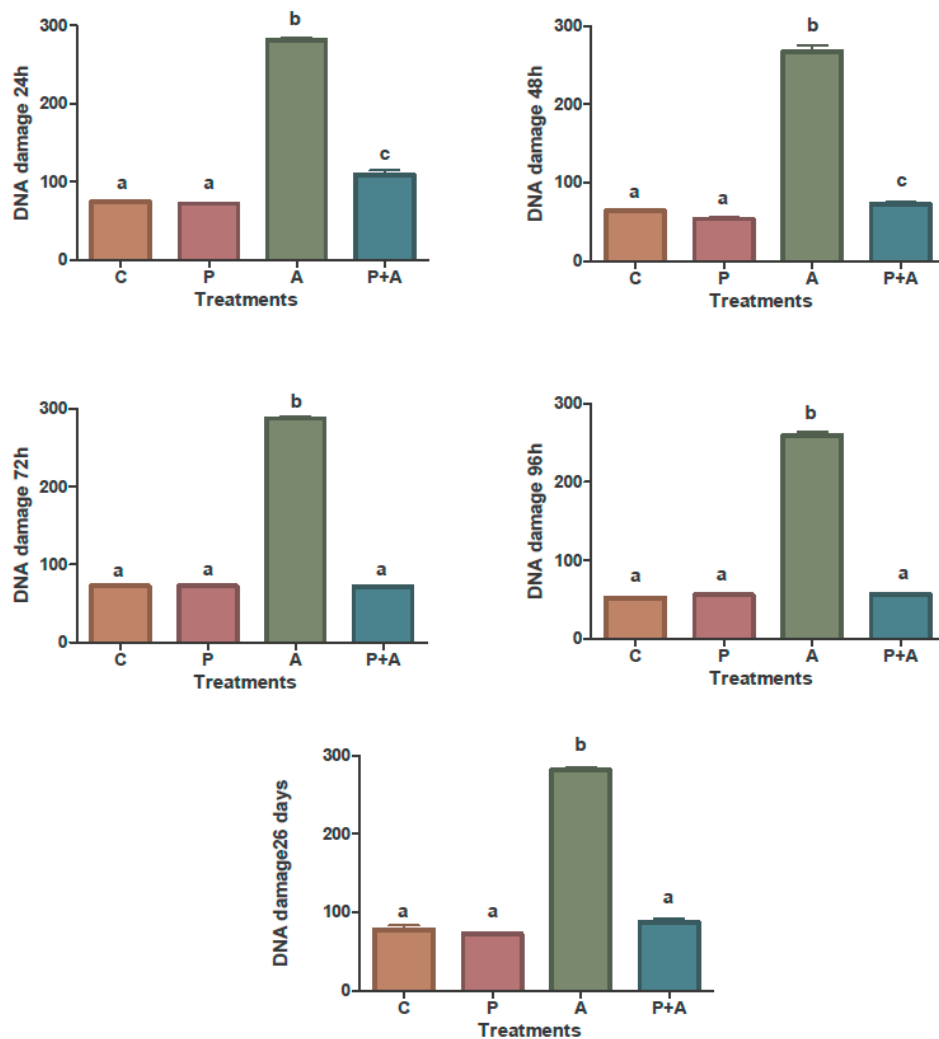 DNA damage 24h
300
200
100
0
a
a
b
c
C
P
A
P+A
Treatments
DNA damage 48h
300
200
100
0
a
a
b
c
C
P
A
P+A
Treatments
DNA damage 72h
300
200
100
0
a
a
b
a
C
P
A
P+A
Treatments
DNA damage 96h
300
200
100
0
a
a
b
a
C
P
A
P+A
Treatments
DNA damage26 days
300
200
100
0
a
a
b
a
C
P
A
P+A
Treatments